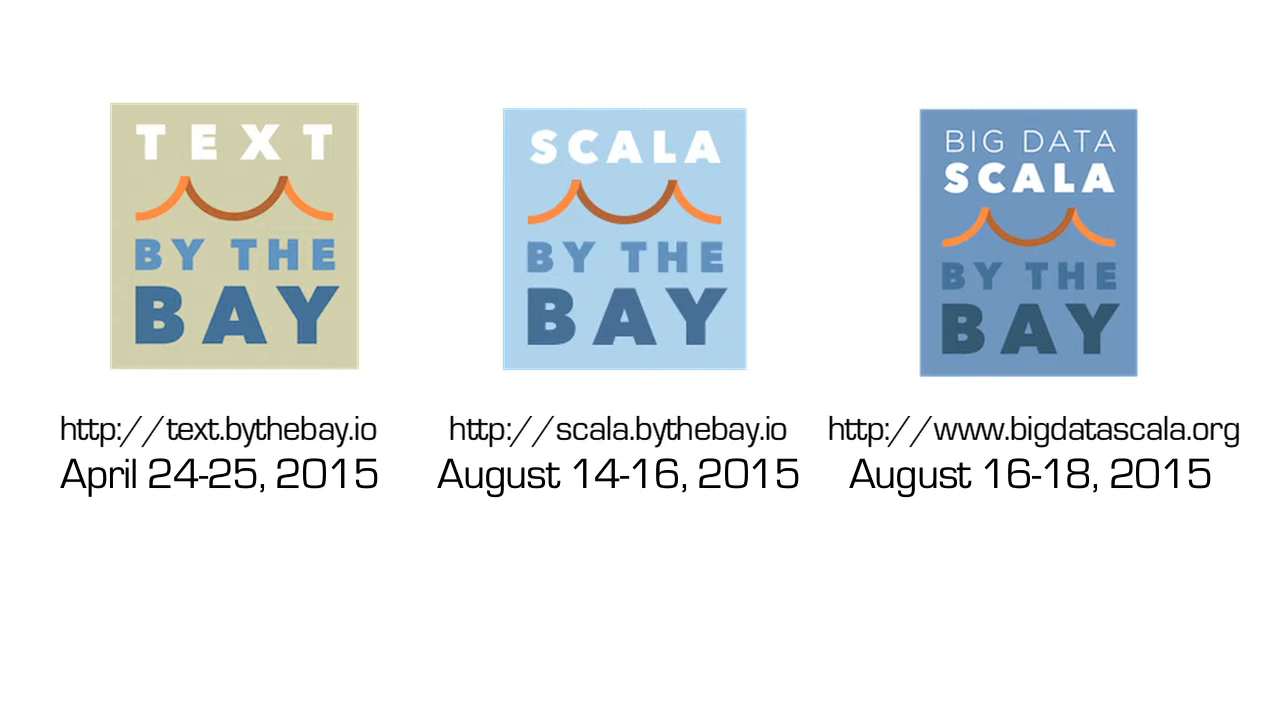 TEXT
BY THE
BAY
http://text.bythebay.io
April 24-25, 2015
SCALA
BY THE
BAY
http://scala.bythebay.io
August 14-16, 2015
BIG DATA
SCALA
BY THE
BAY
http://www.bigdatascala.org
August 16-18, 2015